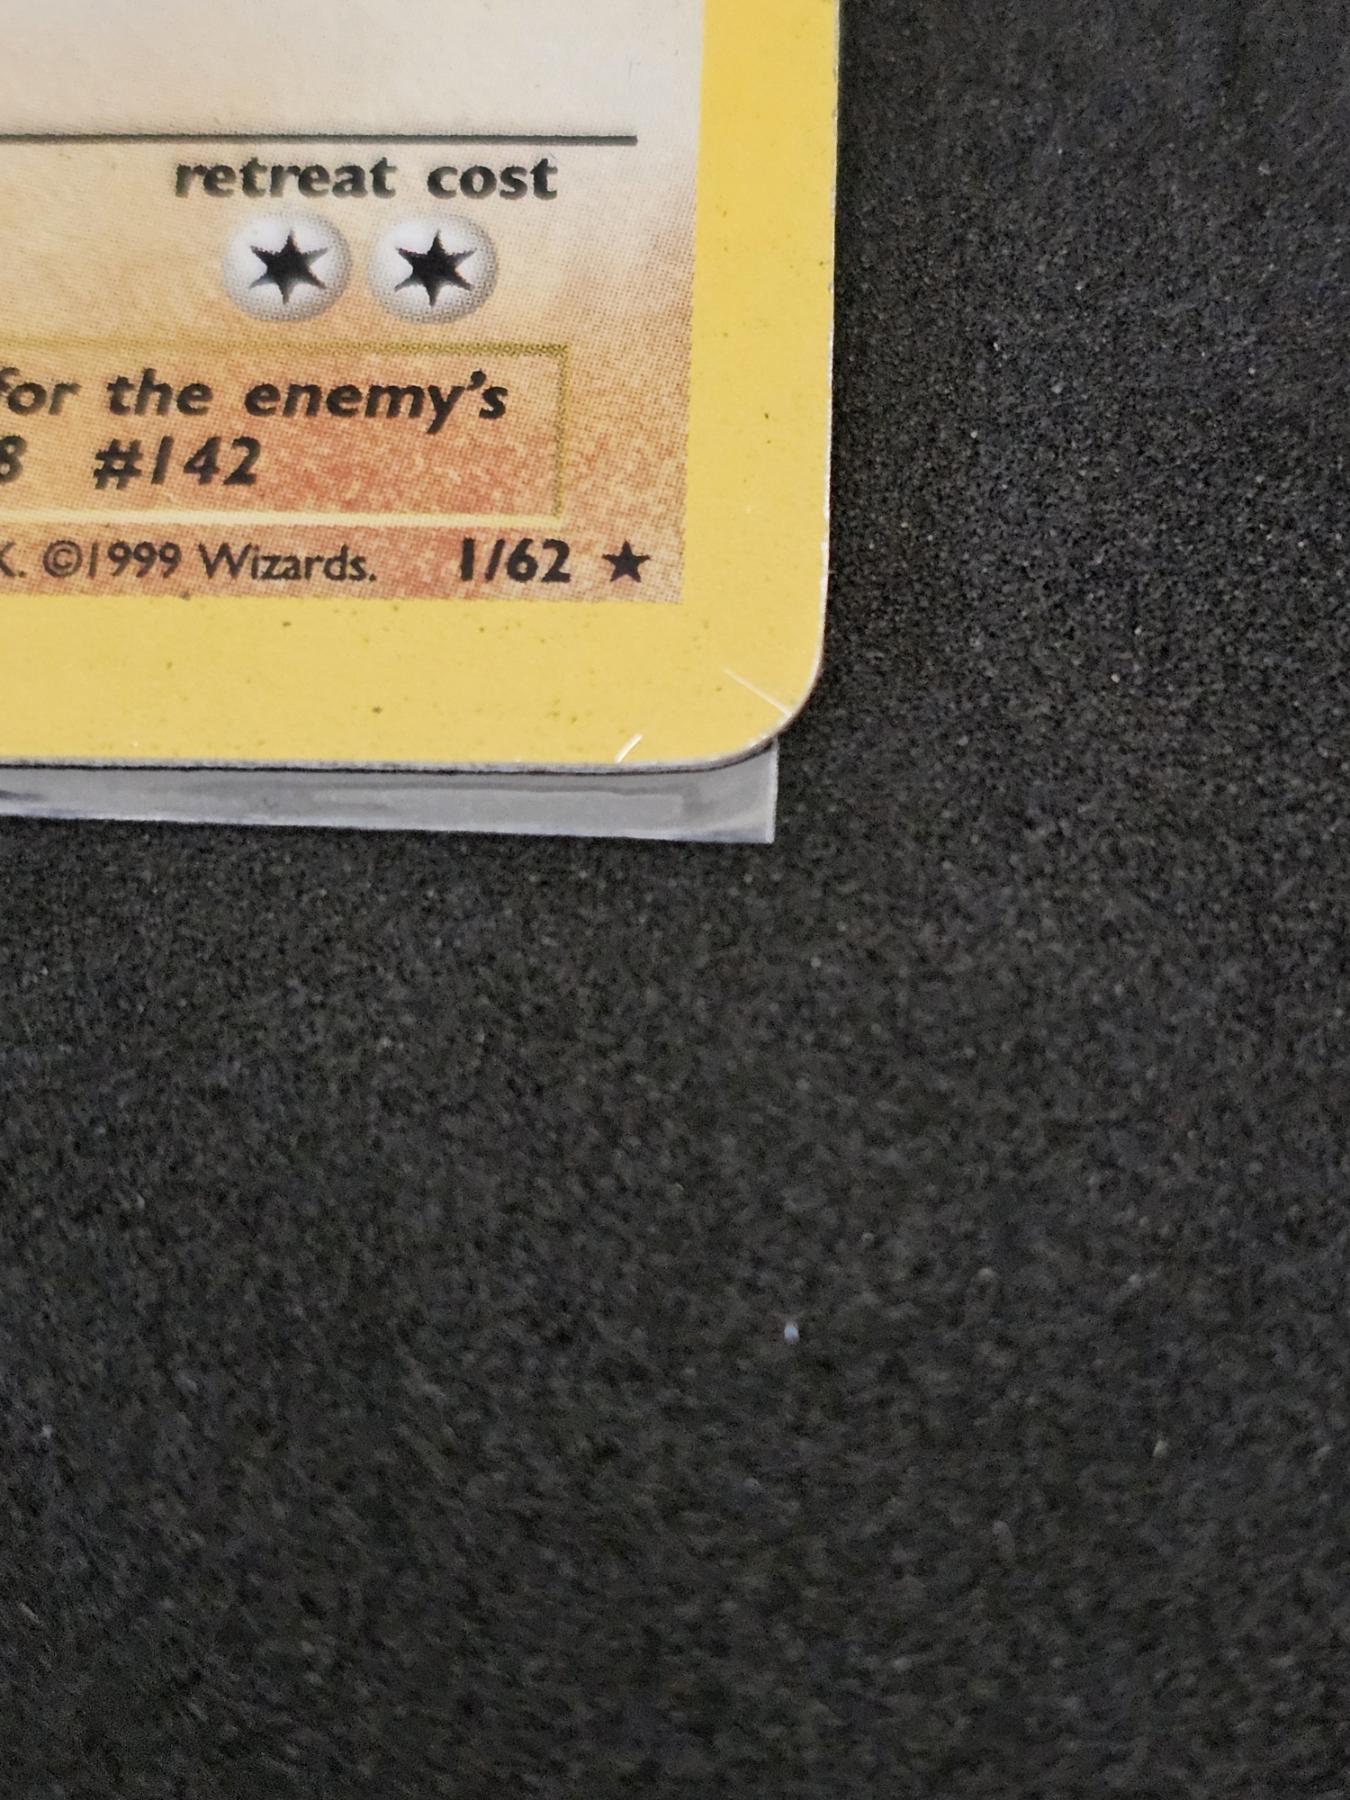 retreat cost
for the enemy's
8 #142
K. ©1999 Wizards. 1/62 ★